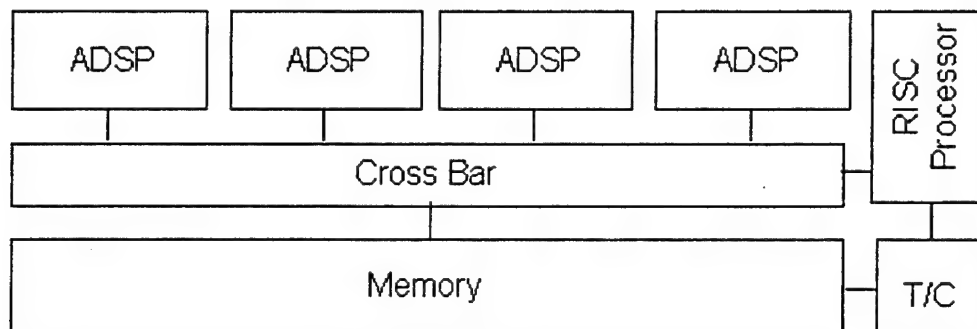 ADSP
ADSP
ADSP
ADSP
RISC
Processor
Cross Bar
Memory
T/C